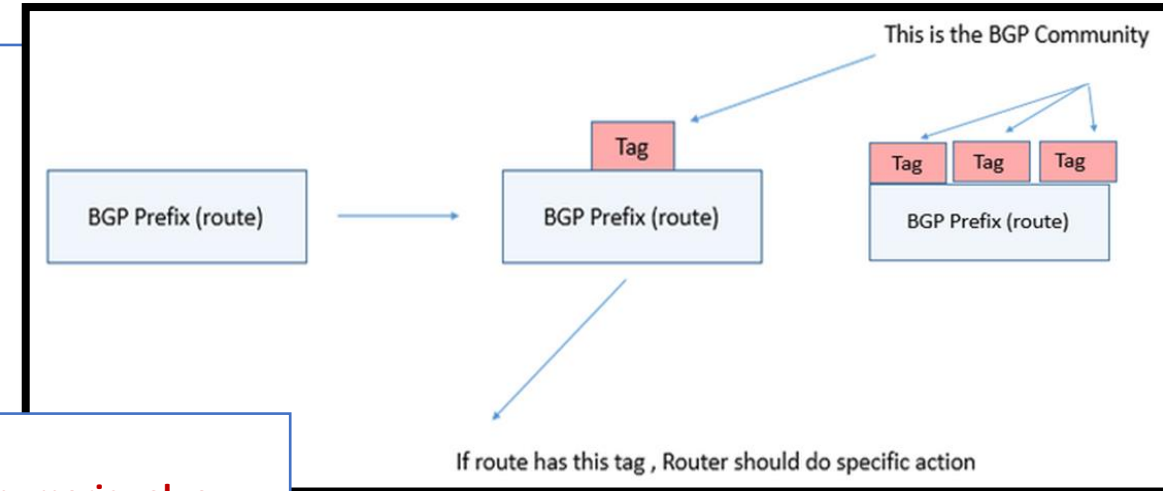 This is the BGP Community
Tag
Tag Tag Tag
BGP Prefix (route)
BGP Prefix (route)
BGP Prefix (route)
If route has this tag , Router should do specific action